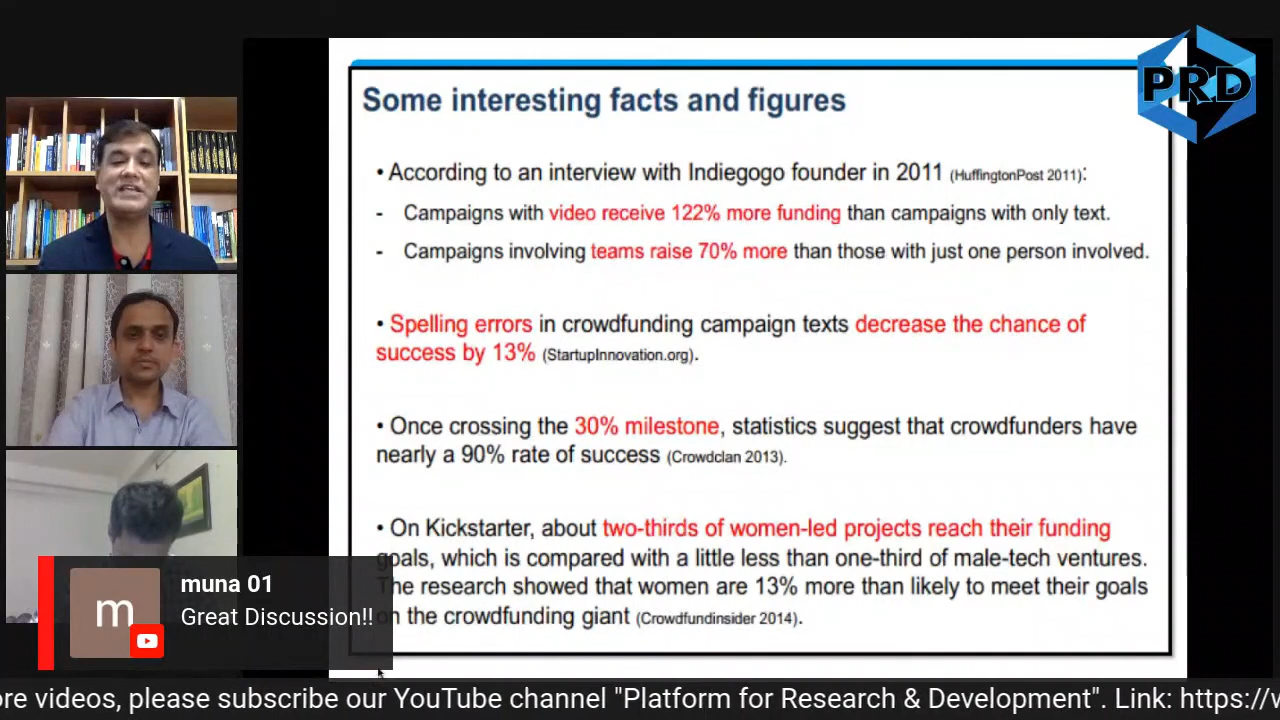 PRD
Some interesting facts and figures
• According to an interview with Indiegogo founder in 2011 (HuffingtonPost 2011):
- Campaigns with video receive 122% more funding than campaigns with only text.
- Campaigns involving teams raise 70% more than those with just one person involved.
• Spelling errors in crowdfunding campaign texts decrease the chance of
success by 13% (StartupInnovation.org).
• Once crossing the 30% milestone, statistics suggest that crowdfunders have
nearly a 90% rate of success (Crowdclan 2013).
• On Kickstarter, about two-thirds of women-led projects reach their funding
goals, which is compared with a little less than one-third of male-tech ventures.
The research showed that women are 13% more than likely to meet their goals
on the crowdfunding giant (Crowdfundinsider 2014).
m
muna 01
Great Discussion!!
ore videos, please subscribe our YouTube channel "Platform for Research & Development". Link: https://w